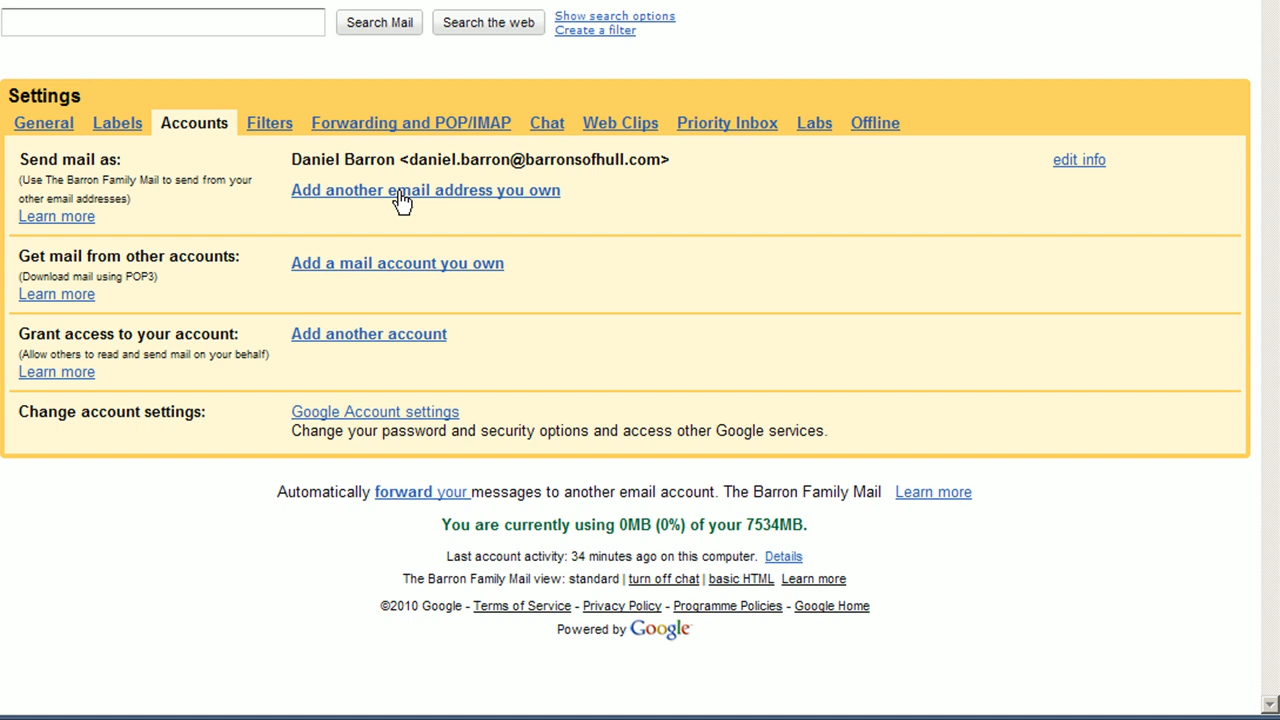 Search Mail Search the web Show search options
Create a filter
Settings
General Labels Accounts Filters Forwarding and POP/IMAP Chat Web Clips Priority Inbox Labs Offline
Send mail as: Daniel Barron <daniel.barron@barronsofhull.com> edit info
(Use The Barron Family Mail to send from your
other email addresses)
Add another email address you own
Learn more
Get mail from other accounts: Add a mail account you own
(Download mail using POP3)
Learn more
Grant access to your account: Add another account
(Allow others to read and send mail on your behalf)
Learn more
Change account settings: Google Account settings
Change your password and security options and access other Google services.
Automatically forward your messages to another email account. The Barron Family Mail Learn more
You are currently using 0MB (0%) of your 7534MB.
Last account activity: 34 minutes ago on this computer. Details
The Barron Family Mail view: standard | turn off chat | basic HTML Learn more
©2010 Google - Terms of Service - Privacy Policy - Programme Policies - Google Home
Powered by Google